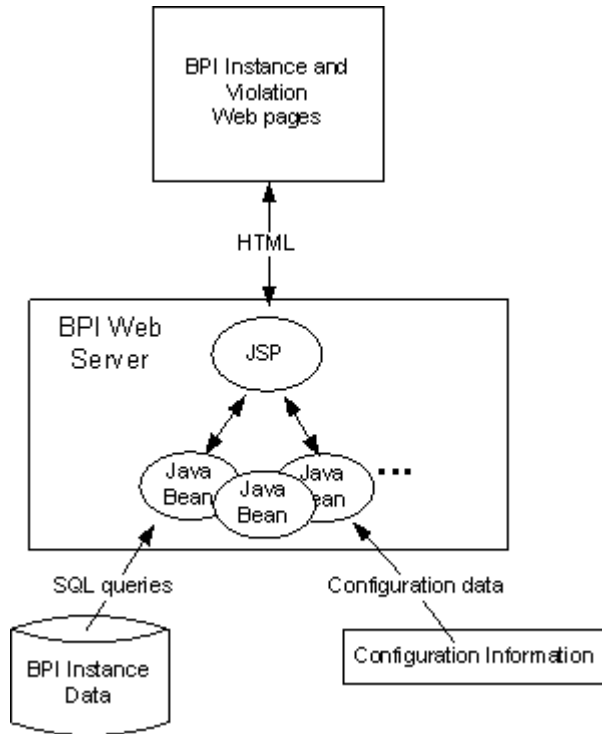 BPI Instance and
Violation
Web pages
HTML
BPI Web
Server
JSP
Java
Bean
Java
Bean
Java
Bean
...
SQL queries
Configuration data
BPI Instance
Data
Configuration Information